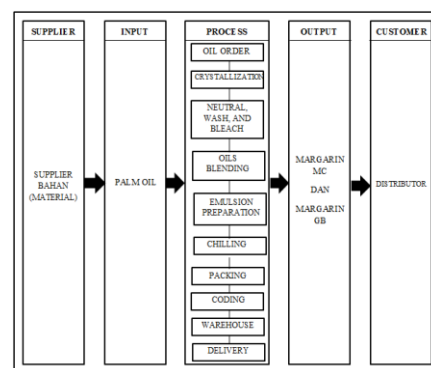 SUPPLIER
INPUT
PROCESS
OUTPUT
CUSTOMER
SUPPLIER
BAHAN
(MATERIAL)
PALM OIL
OIL ORDER
CRYSTALLIZATION
NEUTRAL,
WASH, AND
BLEACH
OILS
BLENDING
EMULSION
PREPARATION
CHILLING
PACKING
CODING
WAREHOUSE
DELIVERY
MARGARIN
MC
DAN
MARGARIN
GB
DISTRIBUTOR